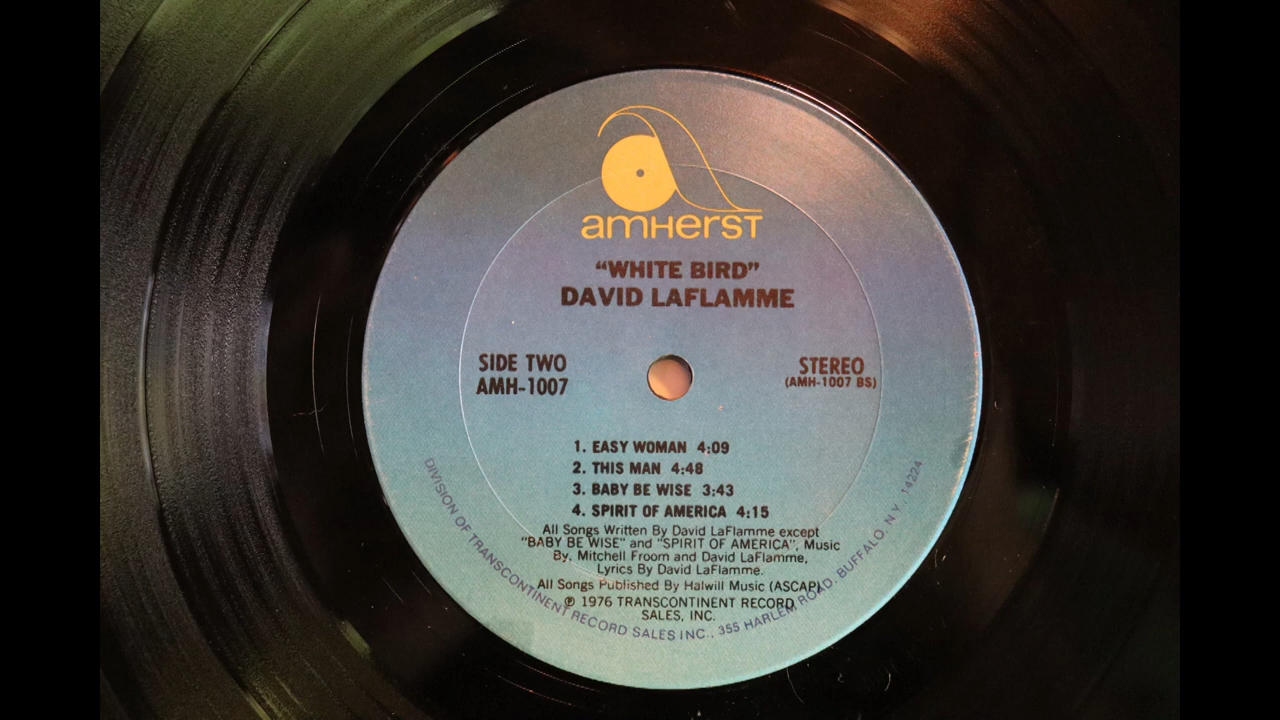 amHerST
"WHITE BIRD"
DAVID LAFLAMME
SIDE TWO
AMH-1007
STEREO
(AMH-1007 BS)
1. EASY WOMAN 4:09
2. THIS MAN 4:48
3. BABY BE WISE 3:43
4. SPIRIT OF AMERICA 4:15
All Songs Written By David LaFlamme except
"BABY BE WISE" and "SPIRIT OF AMERICA", Music
By. Mitchell Froom and David LaFlamme,
Lyrics By David LaFlamme.
All Songs Published By Halwill Music (ASCAP)
℗ 1976 TRANSCONTINENT RECORD
SALES, INC.
DIVISION OF TRANSCONTINENT RECORD SALES INC., 355 HARLEM ROAD, BUFFALO, N.Y. 14224